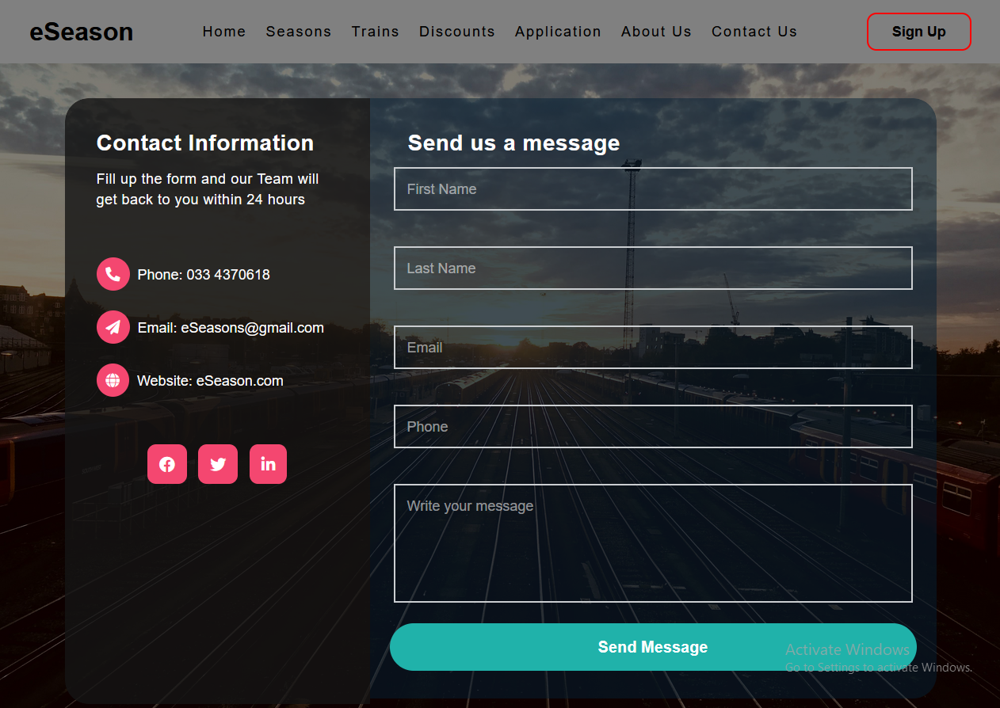 eSeason
Home Seasons Trains Discounts Application About Us Contact Us
Sign Up
Contact Information
Fill up the form and our Team will
get back to you within 24 hours
Phone: 033 4370618
Email: eSeasons@gmail.com
Website: eSeason.com
in
Send us a message
First Name
Last Name
Email
Phone
Write your message
Send Message
Activate Windows
Go to Settings to activate Windows.